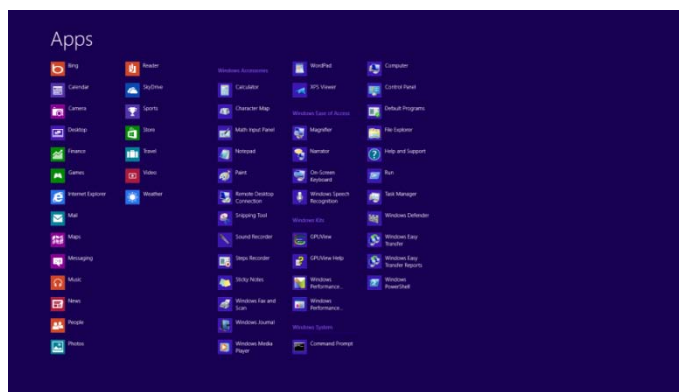 Apps
Bing
Calendar
Camera
Desktop
Finance
Games
Internet Explorer
Mail
Maps
Messaging
Music
News
People
Photos
Reader
SkyDrive
Sports
Store
Travel
Video
Weather
Windows Accessories
Calculator
Character Map
Math Input Panel
Notepad
Paint
Remote Desktop
Connection
Snipping Tool
Sound Recorder
Steps Recorder
Sticky Notes
Windows Fax and
Scan
Windows Journal
Windows Media
Player
WordPad
XPS Viewer
Windows Ease of Access
Magnifier
Narrator
On-Screen
Keyboard
Windows Speech
Recognition
Windows Kits
GPUView
GPUView Help
Windows
Performance...
Windows
Performance...
Windows System
Command Prompt
Computer
Control Panel
Default Programs
File Explorer
Help and Support
Run
Task Manager
Windows Defender
Windows Easy
Transfer
Windows Easy
Transfer Reports
Windows
PowerShell